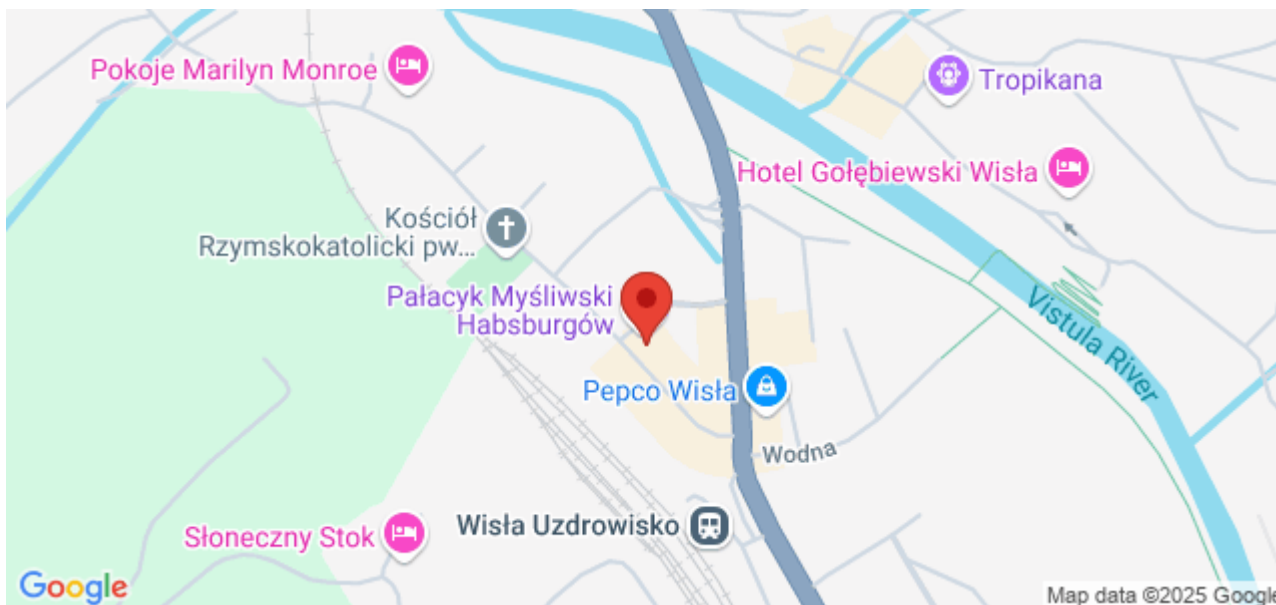 Pokoje Marilyn Monroe
Tropikana
Hotel Gołębiewski Wisła
Kościół
Rzymskokatolicki pw...
Pałacyk Myśliwski
Habsburgów
Vistula River
Pepco Wisła
Wodna
Wisła Uzdrowisko
Słoneczny Stok
Google
Map data ©2025 Google